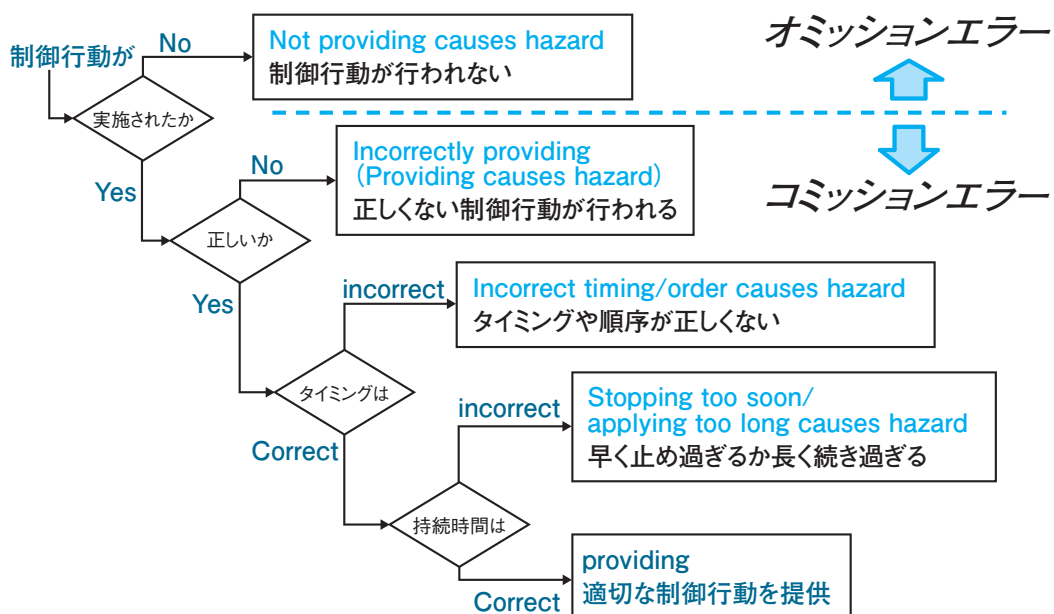 制御行動が
No
Not providing causes hazard
制御行動が行われない
オミッションエラー
実施されたか
Yes
No
Incorrectly providing
(Providing causes hazard)
正しくない制御行動が行われる
コミッションエラー
正しいか
Yes
incorrect
Incorrect timing/order causes hazard
タイミングや順序が正しくない
タイミングは
Correct
incorrect
Stopping too soon/
applying too long causes hazard
早く止め過ぎるか長く続き過ぎる
持続時間は
Correct
providing
適切な制御行動を提供